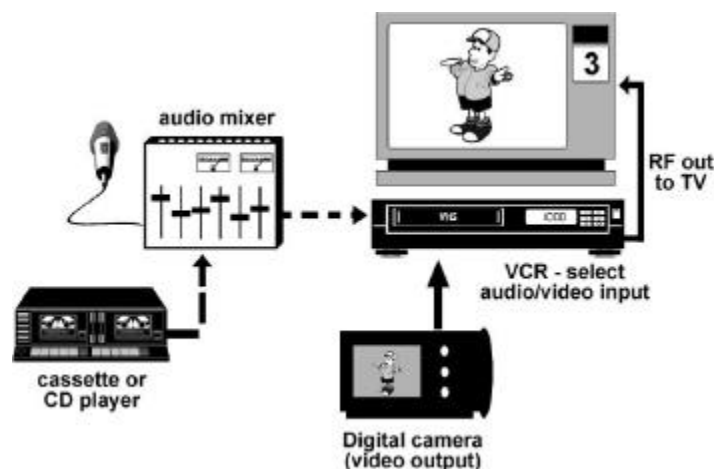 audio mixer
3
RF out
to TV
VHS
VCR - select
audio/video input
cassette or
CD player
Digital camera
(video output)